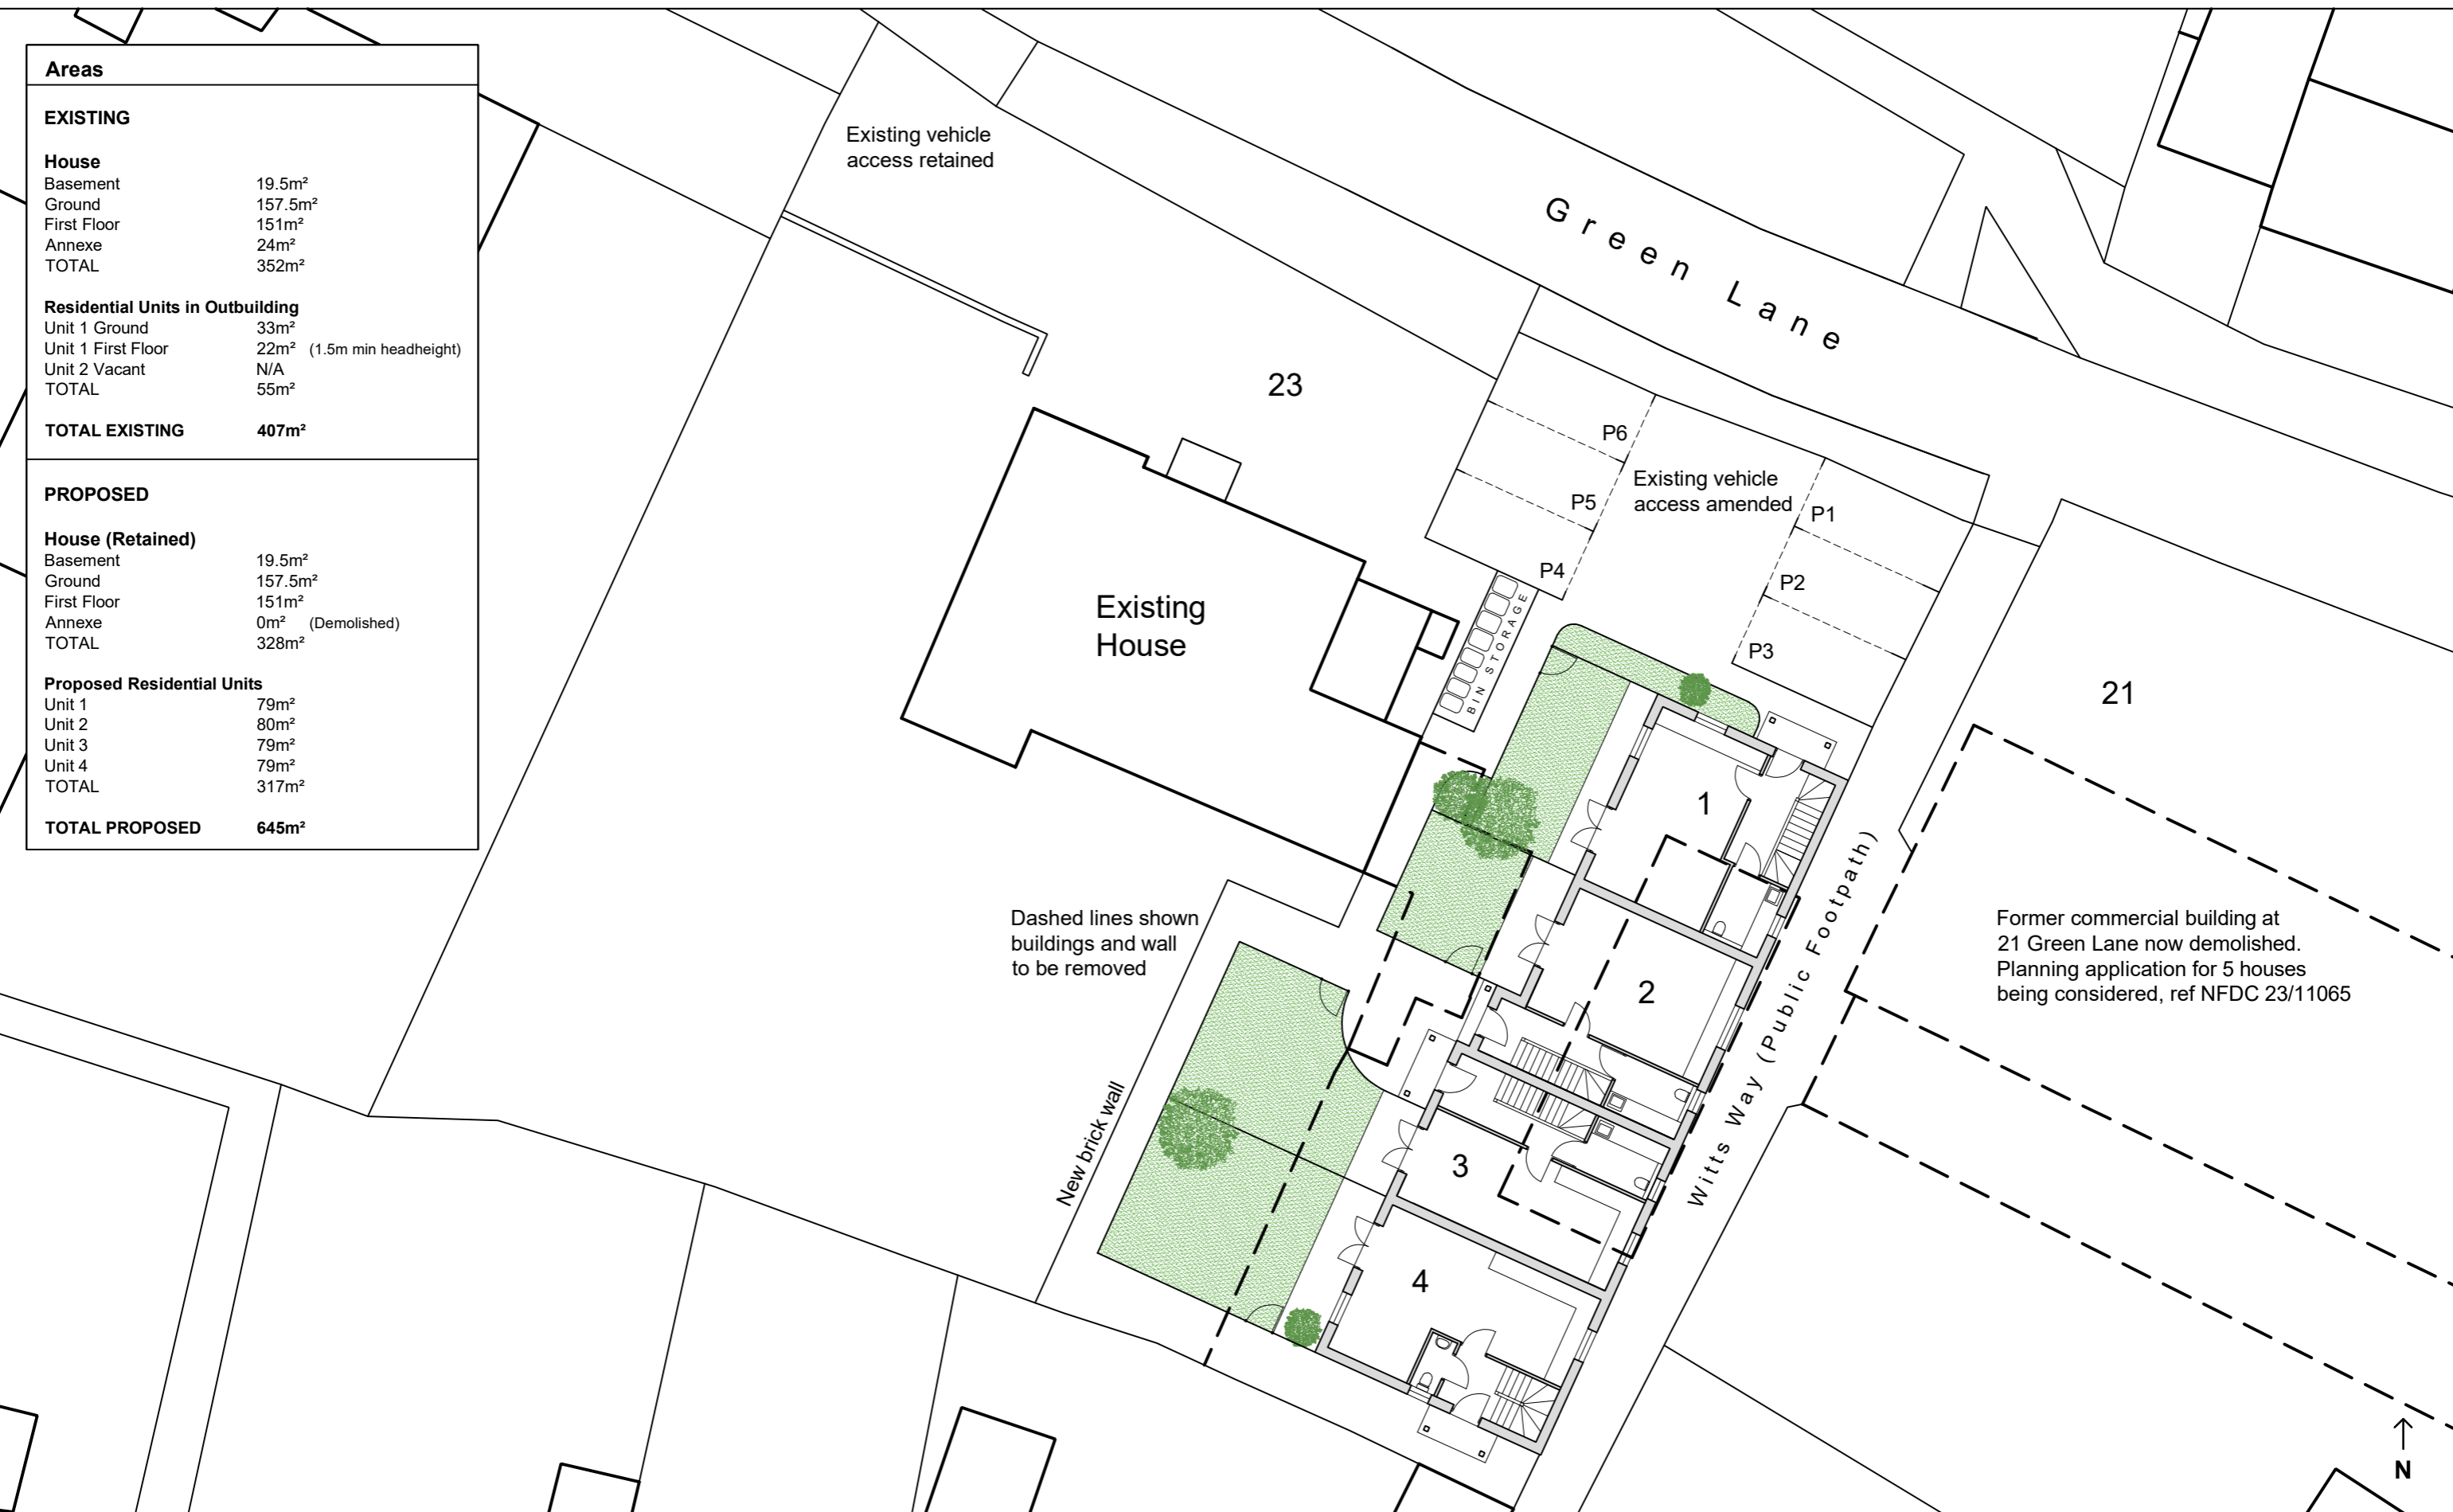 Areas
EXISTING
House
Basement 19.5m²
Ground 157.5m²
First Floor 151m²
Annexe 24m²
TOTAL 352m²
Residential Units in Outbuilding
Unit 1 Ground 33m²
Unit 1 First Floor 22m² (1.5m min headheight)
Unit 2 Vacant N/A
TOTAL 55m²
TOTAL EXISTING 407m²
PROPOSED
House (Retained)
Basement 19.5m²
Ground 157.5m²
First Floor 151m²
Annexe 0m² (Demolished)
TOTAL 328m²
Proposed Residential Units
Unit 1 79m²
Unit 2 80m²
Unit 3 79m²
Unit 4 79m²
TOTAL 317m²
TOTAL PROPOSED 645m²
Existing vehicle
access retained
Green Lane
23
P6
P5
P4
Existing vehicle
access amended
P1
P2
P3
Existing
House
BIN STORAGE
21
1
2
3
4
Witts Way (Public Footpath)
Dashed lines shown
buildings and wall
to be removed
New brick wall
Former commercial building at
21 Green Lane now demolished.
Planning application for 5 houses
being considered, ref NFDC 23/11065
N